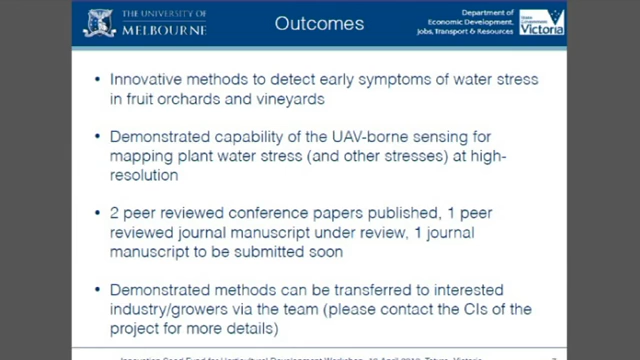 THE UNIVERSITY OF
MELBOURNE
Outcomes
Department of
Economic Development,
Jobs, Transport & Resources
Victoria
• Innovative methods to detect early symptoms of water stress
in fruit orchards and vineyards
• Demonstrated capability of the UAV-borne sensing for
mapping plant water stress (and other stresses) at high-
resolution
• 2 peer reviewed conference papers published, 1 peer
reviewed journal manuscript under review, 1 journal
manuscript to be submitted soon
• Demonstrated methods can be transferred to interested
industry/growers via the team (please contact the CIs of the
project for more details)